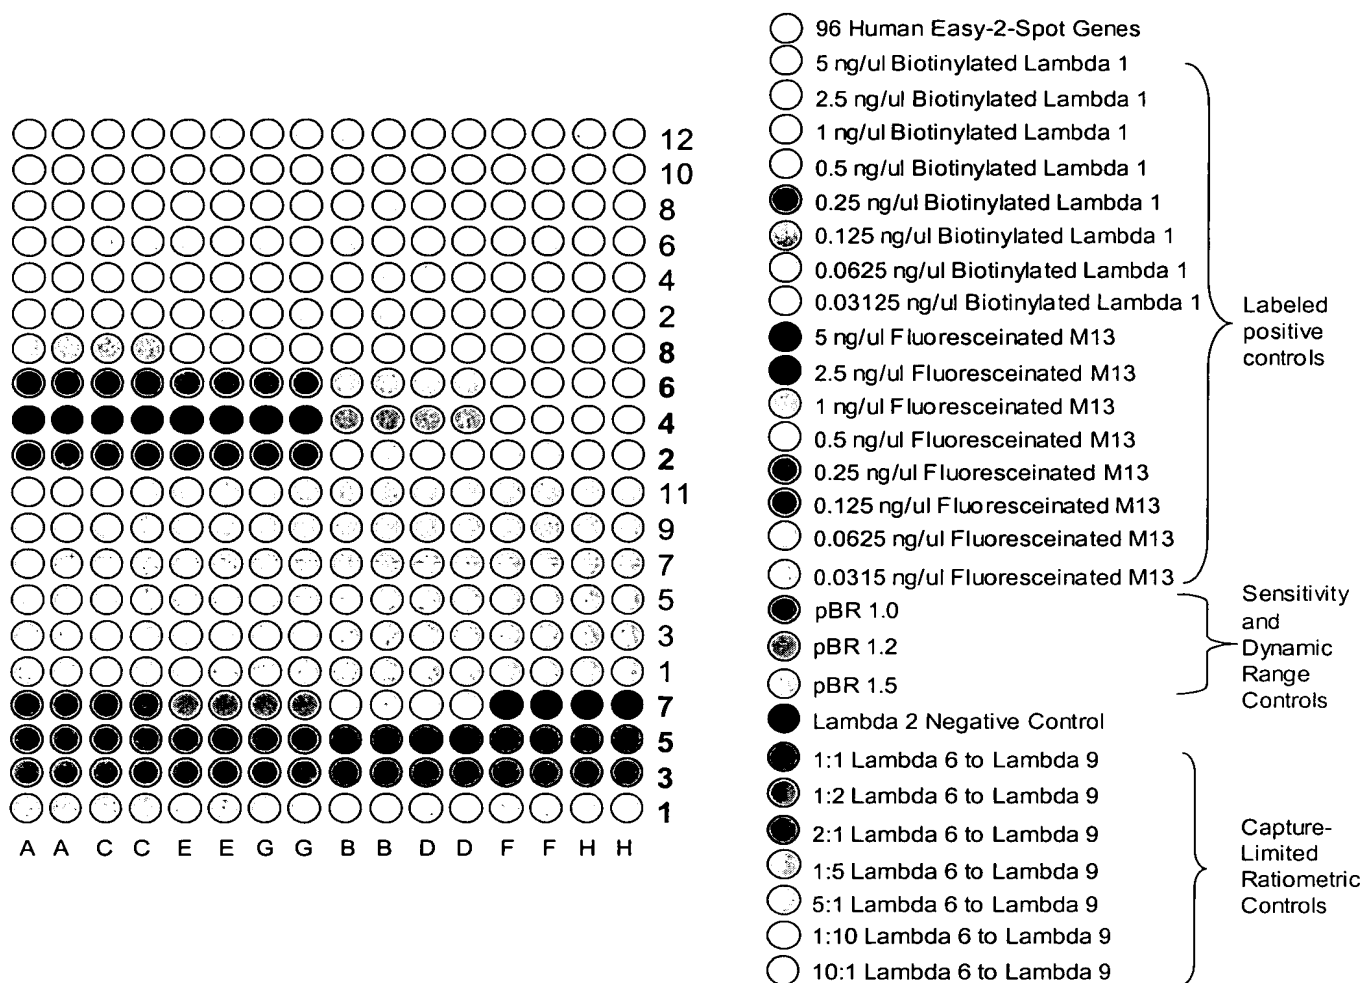 12
10
8
6
4
2
8
6
4
2
11
9
7
5
3
1
7
5
3
1
A A C C E E G G B B D D F F H H
96 Human Easy-2-Spot Genes
5 ng/ul Biotinylated Lambda 1
2.5 ng/ul Biotinylated Lambda 1
1 ng/ul Biotinylated Lambda 1
0.5 ng/ul Biotinylated Lambda 1
0.25 ng/ul Biotinylated Lambda 1
0.125 ng/ul Biotinylated Lambda 1
0.0625 ng/ul Biotinylated Lambda 1
0.03125 ng/ul Biotinylated Lambda 1
5 ng/ul Fluoresceinated M13
2.5 ng/ul Fluoresceinated M13
1 ng/ul Fluoresceinated M13
0.5 ng/ul Fluoresceinated M13
0.25 ng/ul Fluoresceinated M13
0.125 ng/ul Fluoresceinated M13
0.0625 ng/ul Fluoresceinated M13
0.0315 ng/ul Fluoresceinated M13
pBR 1.0
pBR 1.2
pBR 1.5
Lambda 2 Negative Control
1:1 Lambda 6 to Lambda 9
1:2 Lambda 6 to Lambda 9
2:1 Lambda 6 to Lambda 9
1:5 Lambda 6 to Lambda 9
5:1 Lambda 6 to Lambda 9
1:10 Lambda 6 to Lambda 9
10:1 Lambda 6 to Lambda 9
Labeled
positive
controls
Sensitivity
and
Dynamic
Range
Controls
Capture-
Limited
Ratiometric
Controls